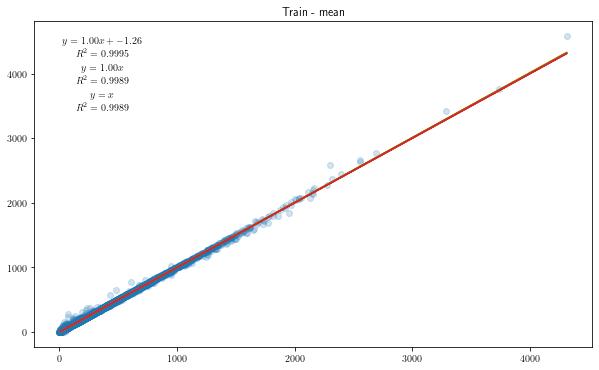 Train - mean
y = 1.00x + −1.26
R² = 0.9995
y = 1.00x
R² = 0.9989
y = x
R² = 0.9989
4000
3000
2000
1000
0
0 1000 2000 3000 4000